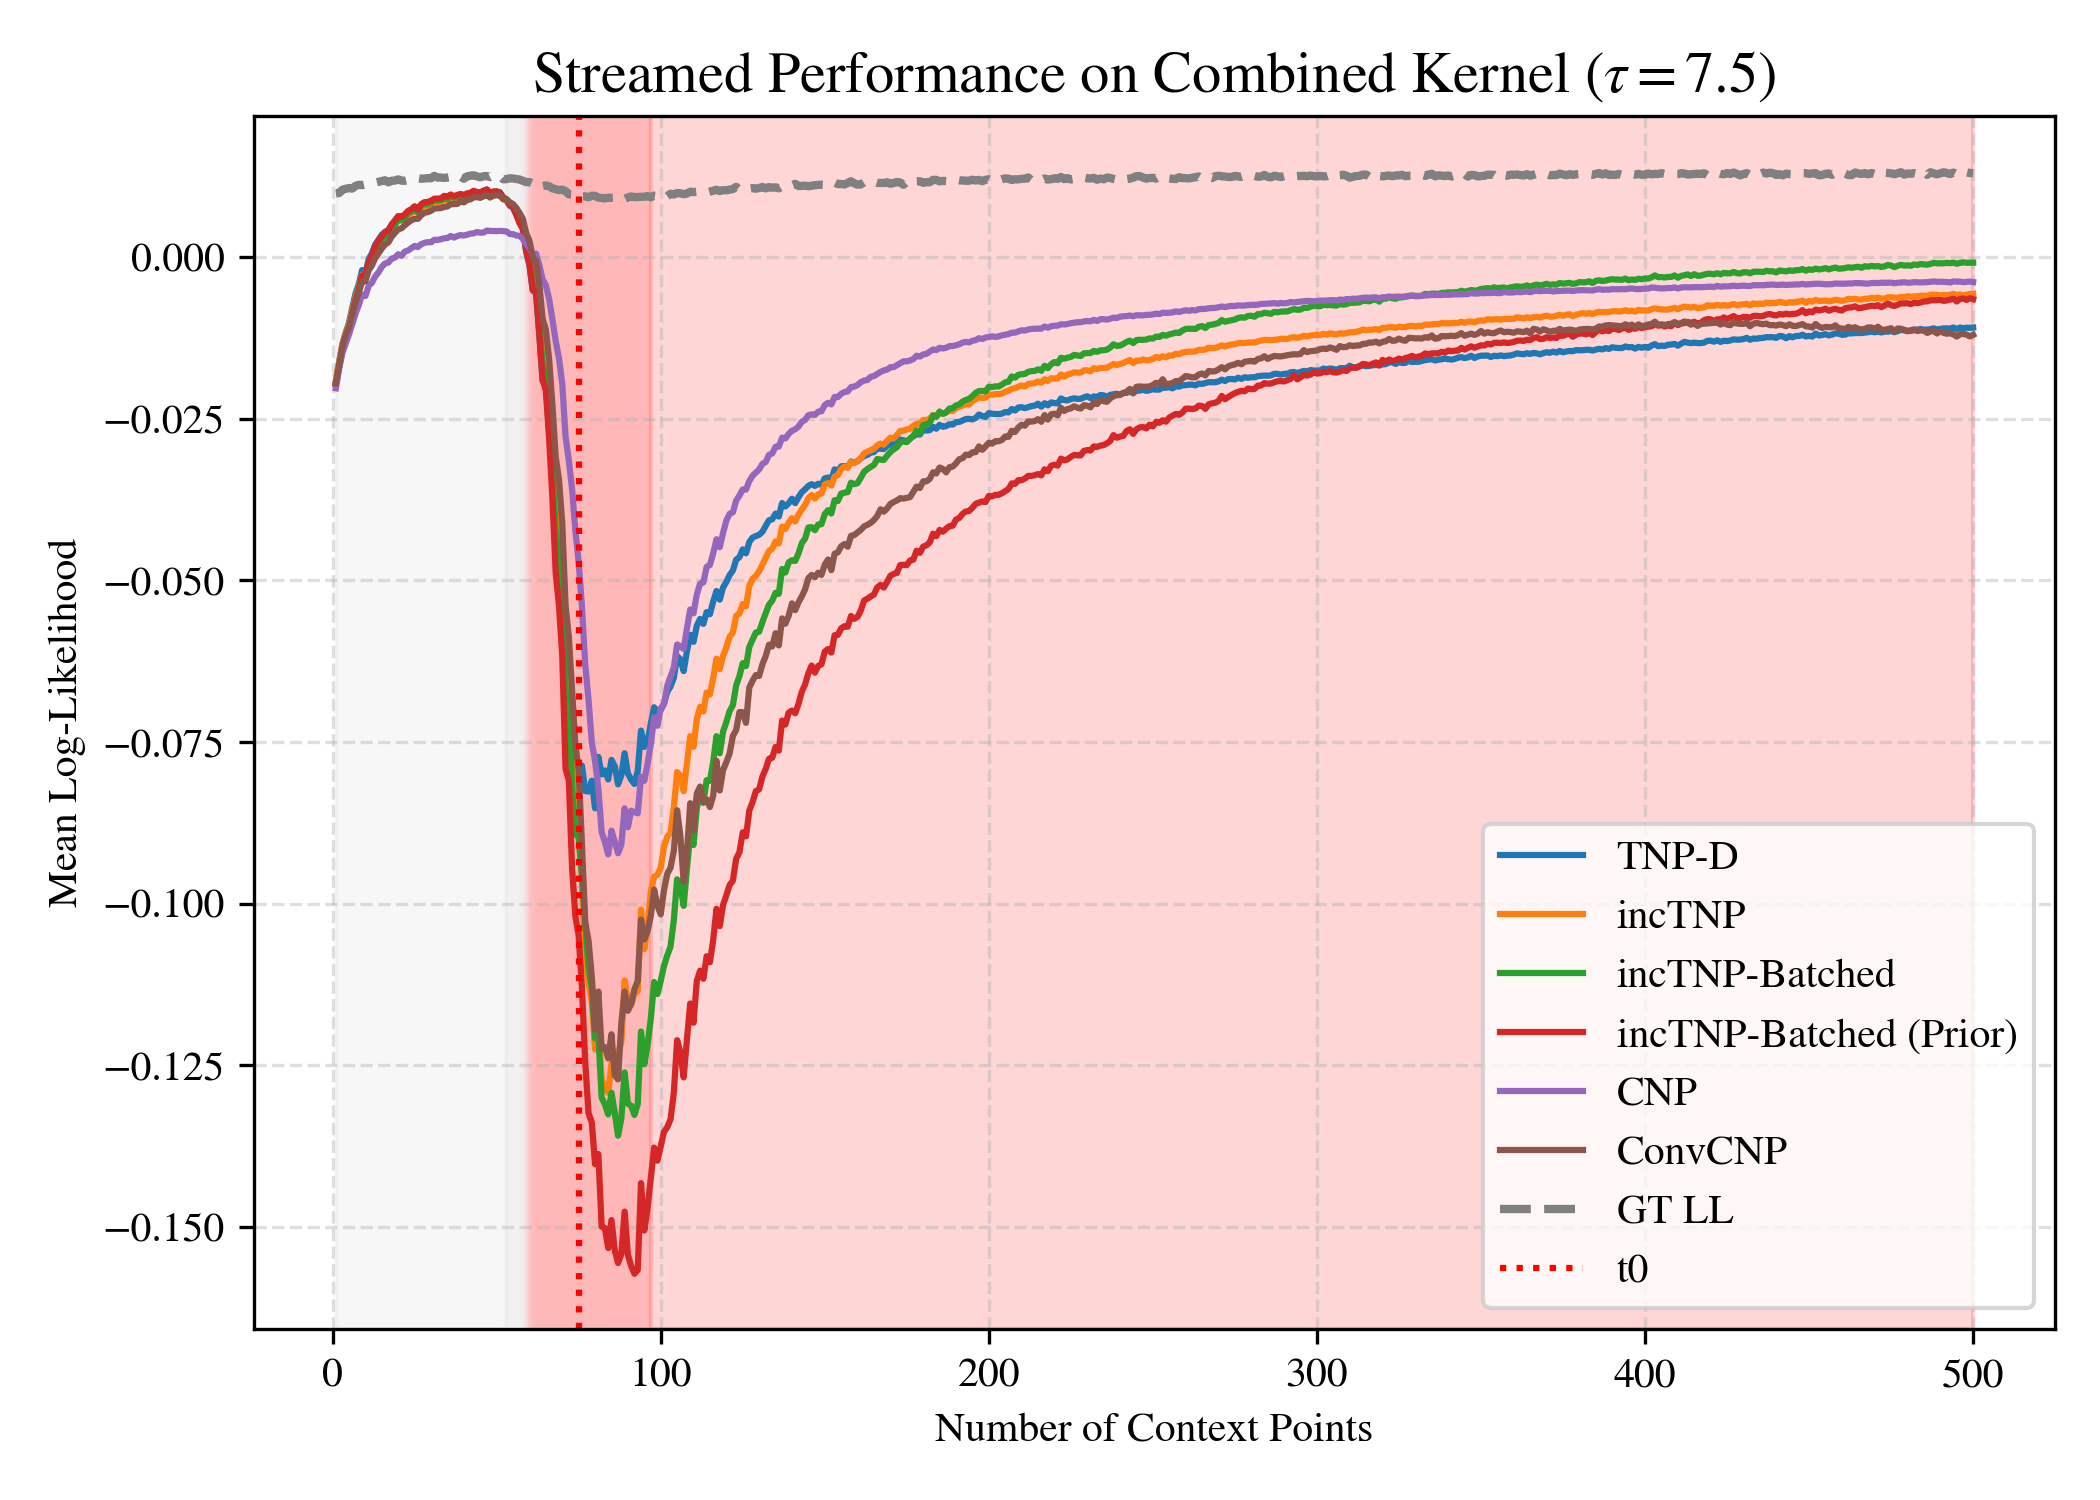 Streamed Performance on Combined Kernel (τ = 7.5)
Mean Log-Likelihood
0.000
−0.025
−0.050
−0.075
−0.100
−0.125
−0.150
TNP-D
incTNP
incTNP-Batched
incTNP-Batched (Prior)
CNP
ConvCNP
GT LL
t0
0 100 200 300 400 500
Number of Context Points